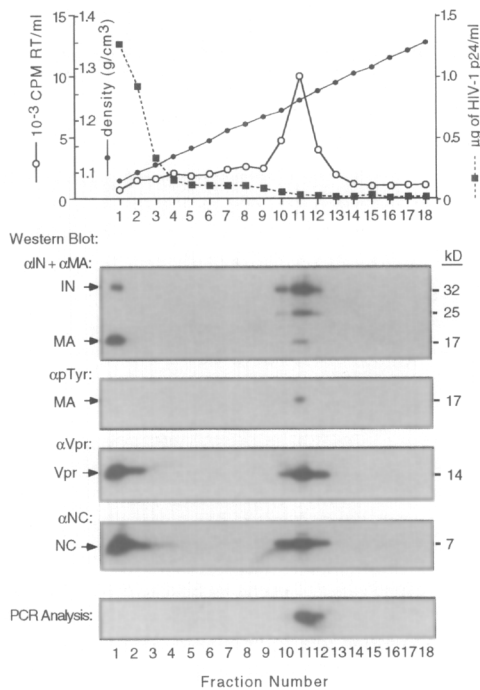 10-3 CPM RT/ml
density (g/cm3)
µg of HIV-1 p24/ml
15
10
5
0
1.4
1.3
1.2
1.1
1.5
1.0
0.5
0
1 2 3 4 5 6 7 8 9 10 11 12 13 14 15 16 17 18
Western Blot:
αIN + αMA:
kD
IN
32
25
MA
17
αpTyr:
MA
17
αVpr:
Vpr
14
αNC:
NC
7
PCR Analysis:
1 2 3 4 5 6 7 8 9 10 11 12 13 14 15 16 17 18
Fraction Number